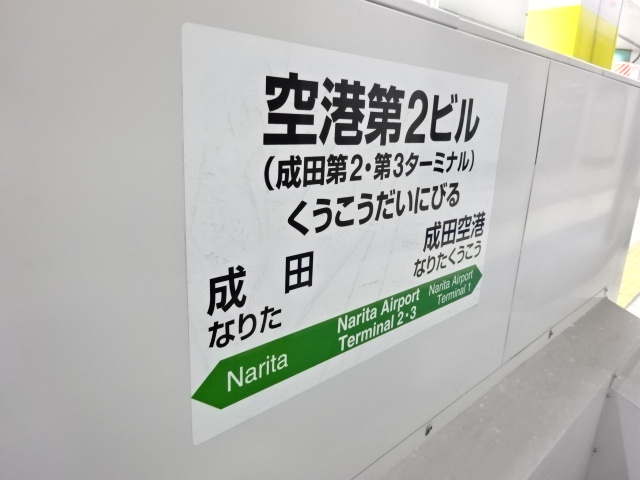 空港第2ビル
(成田第2・第3ターミナル)
くうこうだいにびる
成田
なりた
成田空港
なりたくうこう
Narita
Narita Airport
Terminal 2・3
Narita Airport
Terminal 1